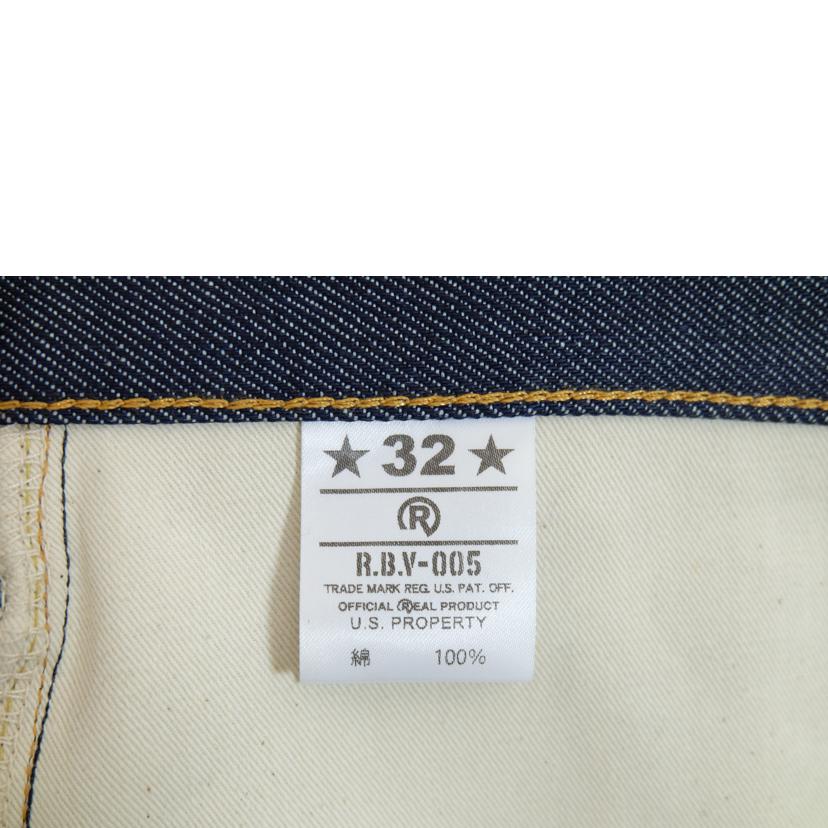 ★ 32 ★
R
R.B.V-005
TRADE MARK REG. U.S. PAT. OFF.
OFFICIAL ®EAL PRODUCT
U.S. PROPERTY
綿 100%